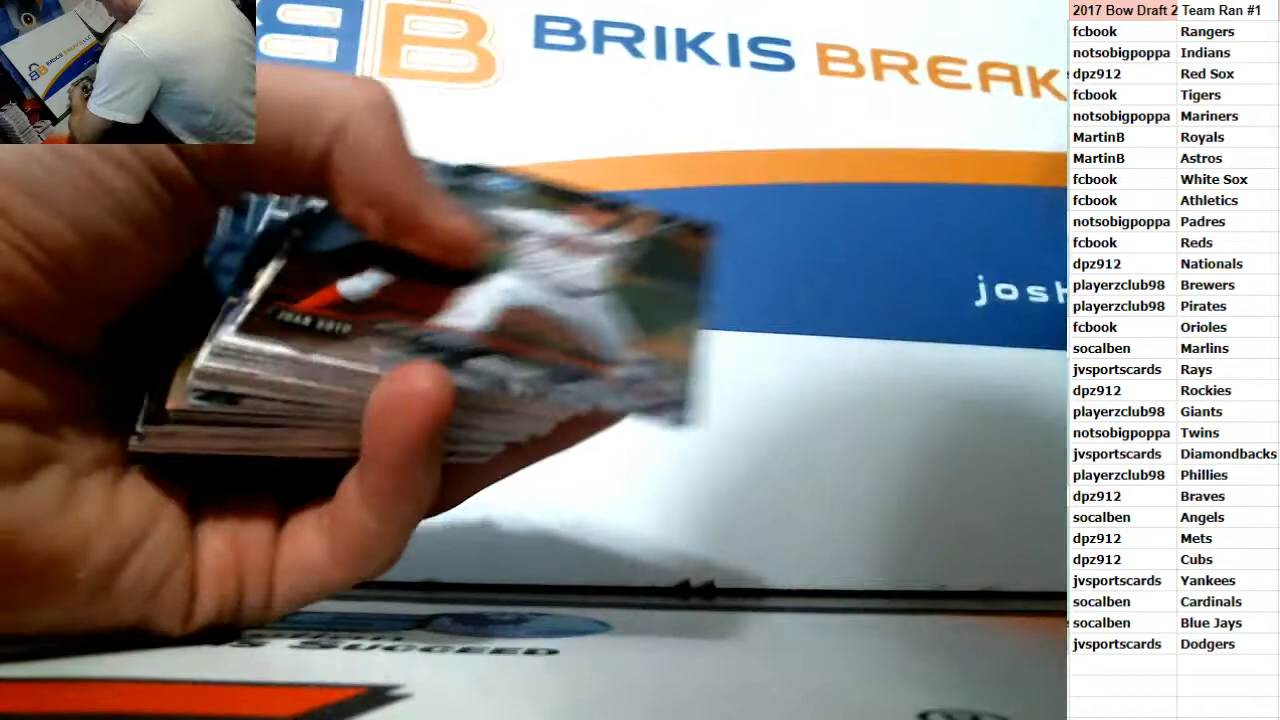 BRIKIS BREAK
josh
JUAN SOTO
SUCCEED
2017 Bow Draft 2 Team Ran #1
fcbook Rangers
notsobigpoppa Indians
dpz912 Red Sox
fcbook Tigers
notsobigpoppa Mariners
MartinB Royals
MartinB Astros
fcbook White Sox
fcbook Athletics
notsobigpoppa Padres
fcbook Reds
dpz912 Nationals
playerzclub98 Brewers
playerzclub98 Pirates
fcbook Orioles
socalben Marlins
jvsportscards Rays
dpz912 Rockies
playerzclub98 Giants
notsobigpoppa Twins
jvsportscards Diamondbacks
playerzclub98 Phillies
dpz912 Braves
socalben Angels
dpz912 Mets
dpz912 Cubs
jvsportscards Yankees
socalben Cardinals
socalben Blue Jays
jvsportscards Dodgers